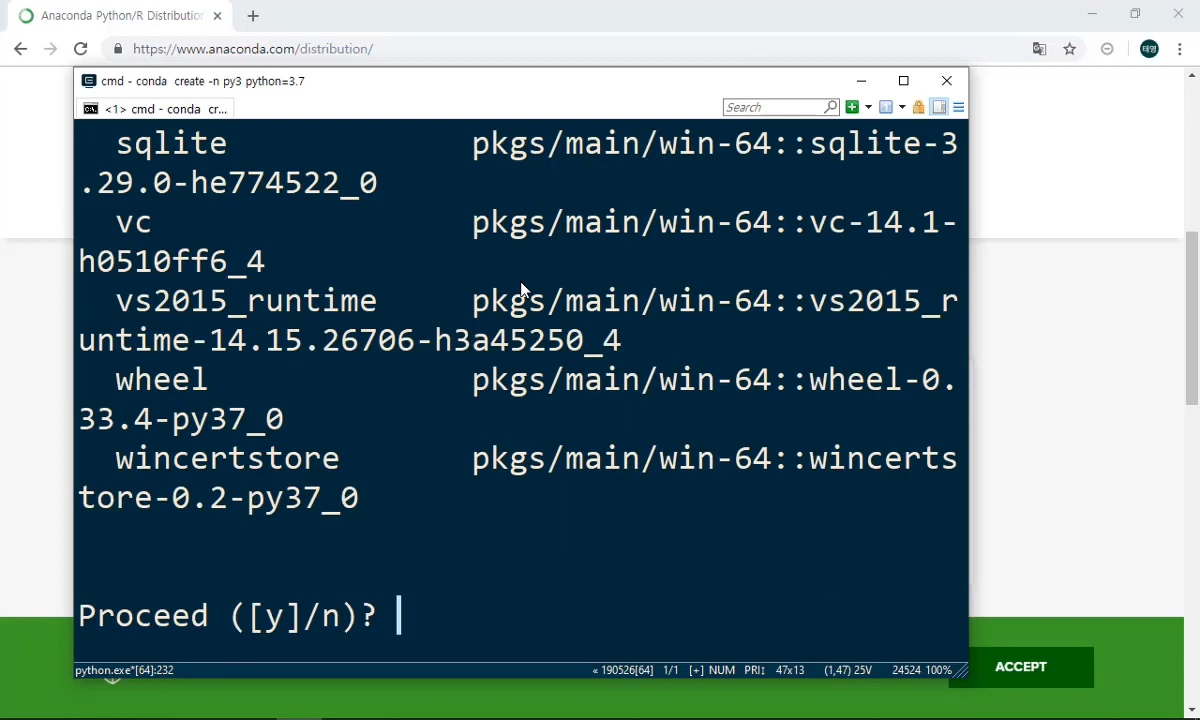 Anaconda Python/R Distribution
https://www.anaconda.com/distribution/
태영
cmd - conda create -n py3 python=3.7
<1> cmd - conda cr...
Search
sqlite pkgs/main/win-64::sqlite-3
.29.0-he774522_0
vc pkgs/main/win-64::vc-14.1-
h0510ff6_4
vs2015_runtime pkgs/main/win-64::vs2015_r
untime-14.15.26706-h3a45250_4
wheel pkgs/main/win-64::wheel-0.
33.4-py37_0
wincertstore pkgs/main/win-64::wincerts
tore-0.2-py37_0
Proceed ([y]/n)?
python.exe*[64]:232 « 190526[64] 1/1 [+] NUM PRI↕ 47x13 (1,47) 25V 24524 100%
ACCEPT